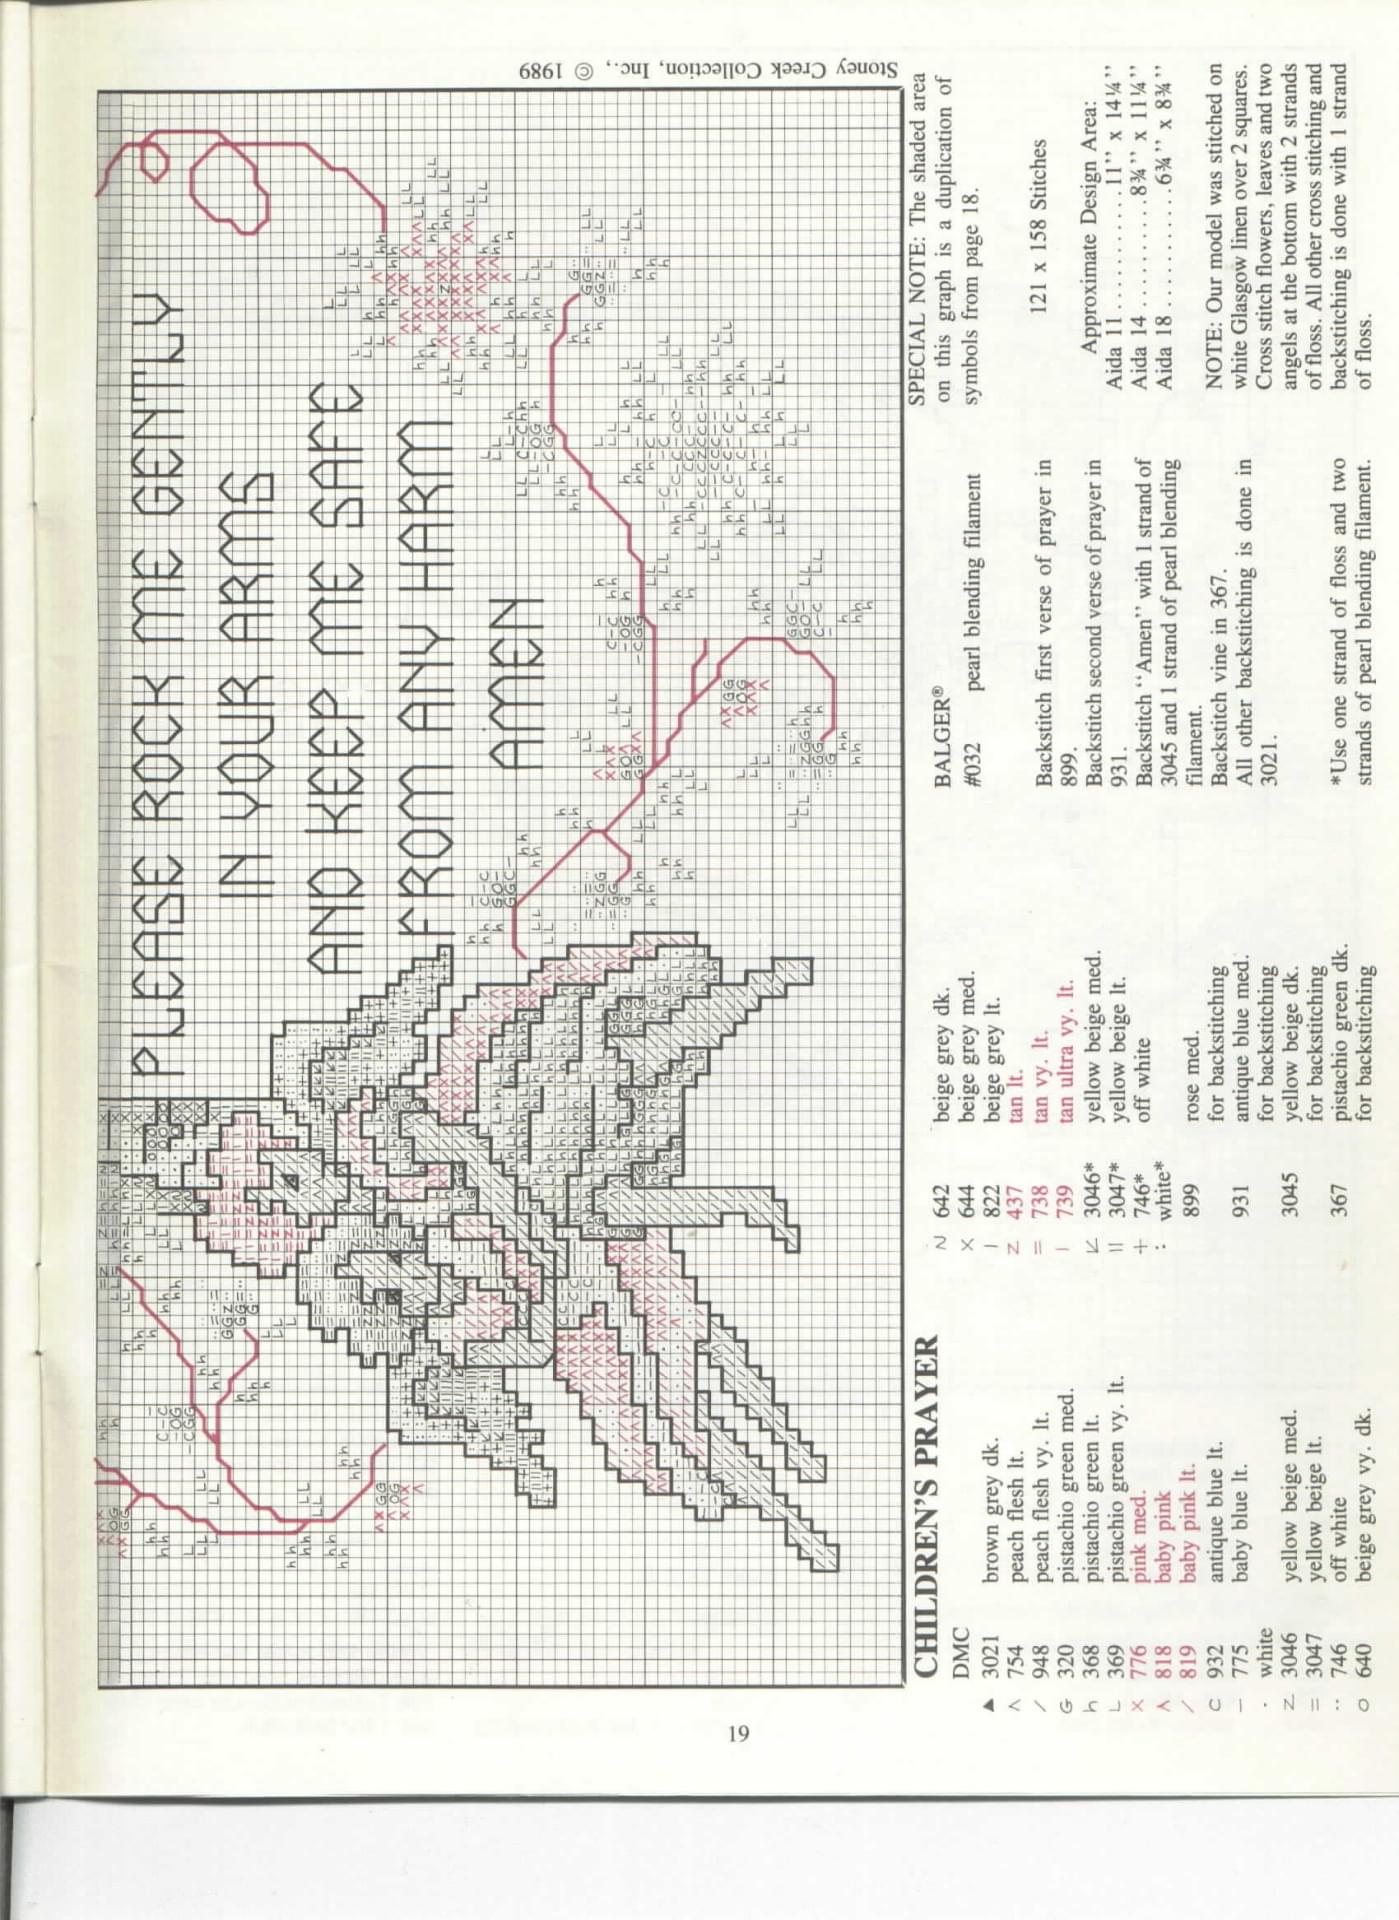 PLEASE ROCK ME GENTLY
IN YOUR ARMS
AND KEEP ME SAFE
FROM ANY HARM
AMEN
Stoney Creek Collection, Inc., © 1989
CHILDREN'S PRAYER
DMC
▲ 3021 brown grey dk.
^ 754 peach flesh lt.
/ 948 peach flesh vy. lt.
G 320 pistachio green med.
h 368 pistachio green lt.
L 369 pistachio green vy. lt.
x 776 pink med.
^ 818 baby pink
/ 819 baby pink lt.
C 932 antique blue lt.
– 775 baby blue lt.
· white
Z 3046 yellow beige med.
= 3047 yellow beige lt.
:: 746 off white
O 640 beige grey vy. dk.
N 642 beige grey dk.
X 644 beige grey med.
I 822 beige grey lt.
Z 437 tan lt.
= 738 tan vy. lt.
I 739 tan ultra vy. lt.
∠ 3046* yellow beige med.
II 3047* yellow beige lt.
+ 746* off white
: white*
899 rose med.
for backstitching
931 antique blue med.
for backstitching
3045 yellow beige dk.
for backstitching
367 pistachio green dk.
for backstitching
BALGER®
#032 pearl blending filament
Backstitch first verse of prayer in
899.
Backstitch second verse of prayer in
931.
Backstitch "Amen" with 1 strand of
3045 and 1 strand of pearl blending
filament.
Backstitch vine in 367.
All other backstitching is done in
3021.
*Use one strand of floss and two
strands of pearl blending filament.
SPECIAL NOTE: The shaded area
on this graph is a duplication of
symbols from page 18.
121 x 158 Stitches
Approximate Design Area:
Aida 11 . . . . . . . . . . . 11'' x 14¼''
Aida 14 . . . . . . . . . . 8¾'' x 11¼''
Aida 18 . . . . . . . . . . . 6¾'' x 8¾''
NOTE: Our model was stitched on
white Glasgow linen over 2 squares.
Cross stitch flowers, leaves and two
angels at the bottom with 2 strands
of floss. All other cross stitching and
backstitching is done with 1 strand
of floss.
19